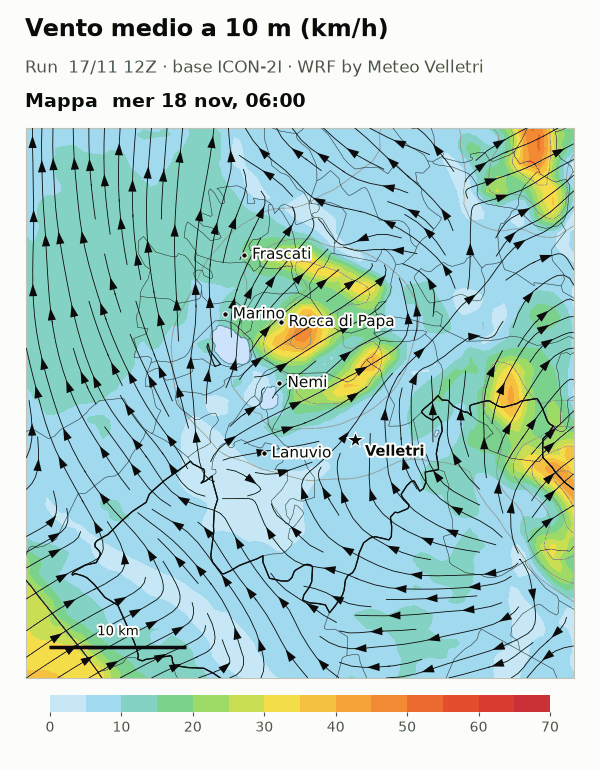 Vento medio a 10 m (km/h)
Run  17/11 12Z · base ICON-2I · WRF by Meteo Velletri
Mappa  mer 18 nov, 06:00
Frascati
Marino
Rocca di Papa
Nemi
Velletri
Lanuvio
10 km
0 10 20 30 40 50 60 70